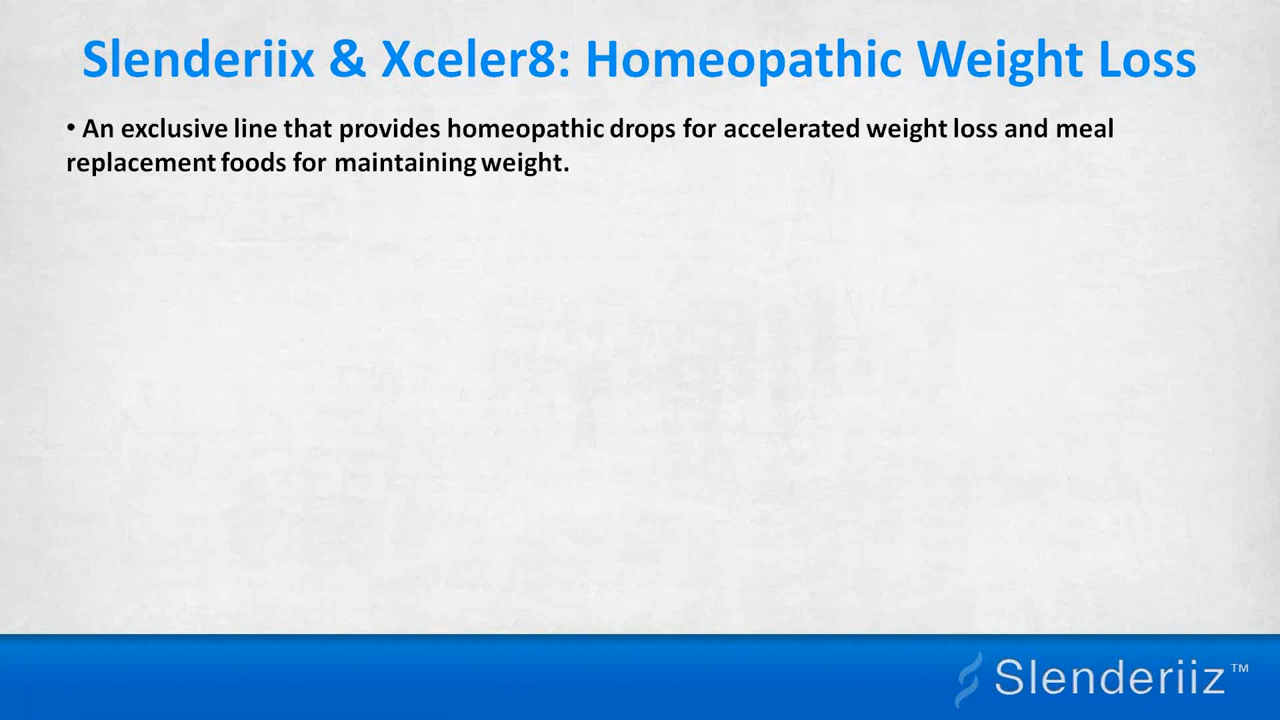 Slenderiix & Xceler8: Homeopathic Weight Loss
• An exclusive line that provides homeopathic drops for accelerated weight loss and meal
replacement foods for maintaining weight.
Slenderiiz™